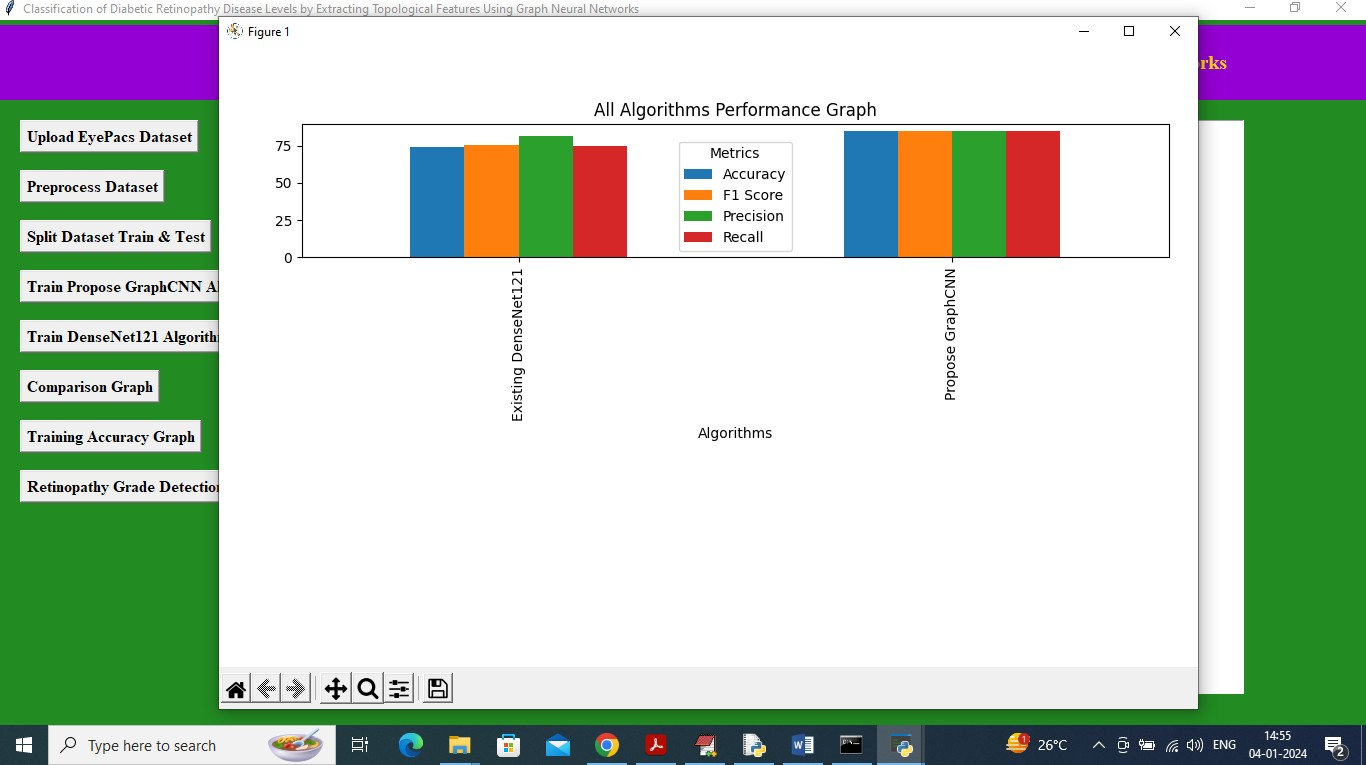 Classification of Diabetic Retinopathy Disease Levels by Extracting Topological Features Using Graph Neural Networks
Figure 1
Upload EyePacs Dataset
Preprocess Dataset
Split Dataset Train & Test
Train Propose GraphCNN
Train DenseNet121
Comparison Graph
Training Accuracy Graph
Retinopathy Grade
All Algorithms Performance Graph
75
50
25
0
Metrics
Accuracy
F1 Score
Precision
Recall
Existing DenseNet121
Propose GraphCNN
Algorithms
Type here to search
1
26°C
ENG
14:55
04-01-2024
2